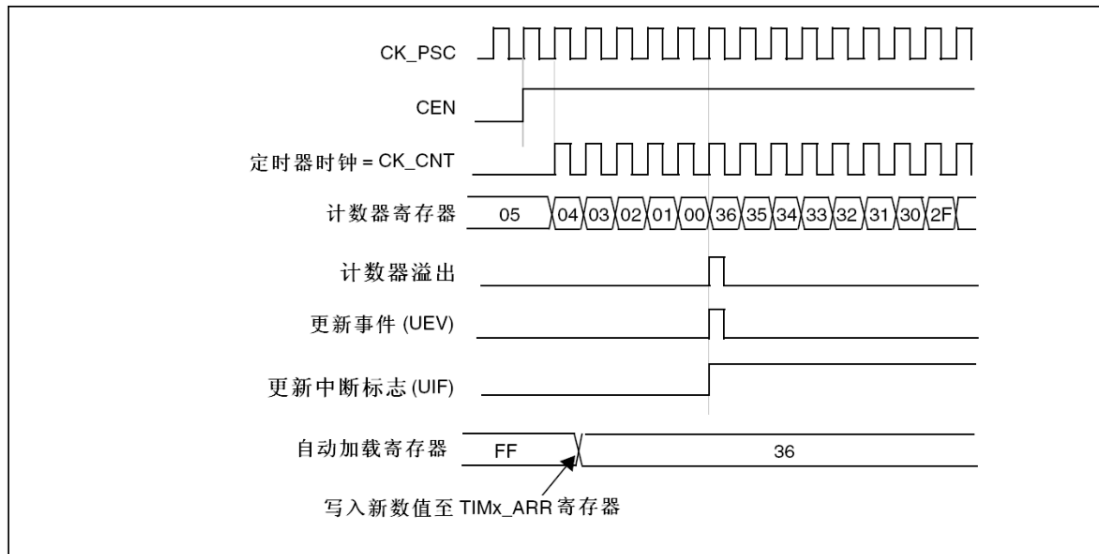 CK_PSC
CEN
定时器时钟 = CK_CNT
计数器寄存器 05 04 03 02 01 00 36 35 34 33 32 31 30 2F
计数器溢出
更新事件 (UEV)
更新中断标志 (UIF)
自动加载寄存器 FF 36
写入新数值至 TIMx_ARR 寄存器